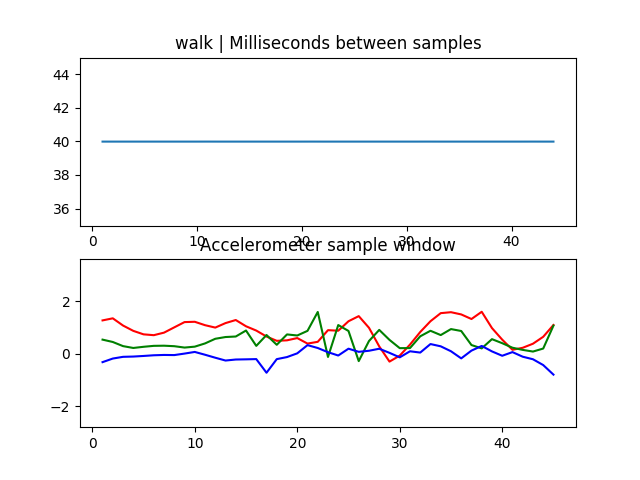 walk | Milliseconds between samples
44
42
40
38
36
0 10 20 30 40
Accelerometer sample window
2
0
−2
0 10 20 30 40